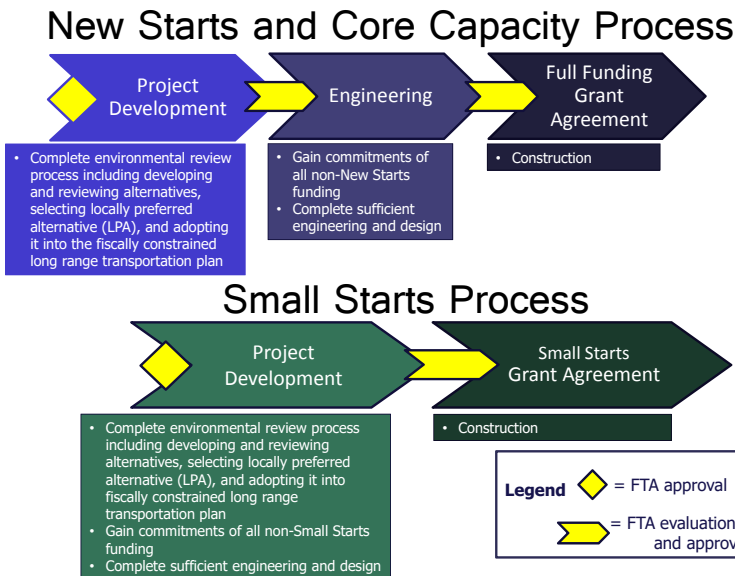 New Starts and Core Capacity Process
Project
Development
Engineering
Full Funding
Grant
Agreement
• Complete environmental review
process including developing
and reviewing alternatives,
selecting locally preferred
alternative (LPA), and adopting
it into the fiscally constrained
long range transportation plan
• Gain commitments of
all non-New Starts
funding
• Complete sufficient
engineering and design
• Construction
Small Starts Process
Project
Development
Small Starts
Grant Agreement
• Complete environmental review process
including developing and reviewing
alternatives, selecting locally preferred
alternative (LPA), and adopting it into
fiscally constrained long range
transportation plan
• Gain commitments of all non-Small Starts
funding
• Complete sufficient engineering and design
• Construction
Legend
= FTA approval
= FTA evaluation
and approv